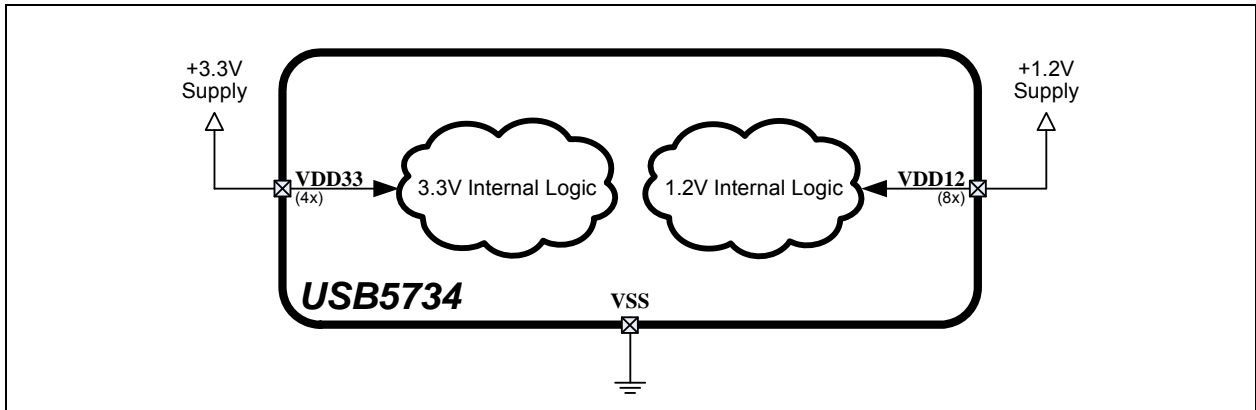 +3.3V
Supply
+1.2V
Supply
VDD33
(4x)
3.3V Internal Logic
1.2V Internal Logic
VDD12
(8x)
USB5734
VSS